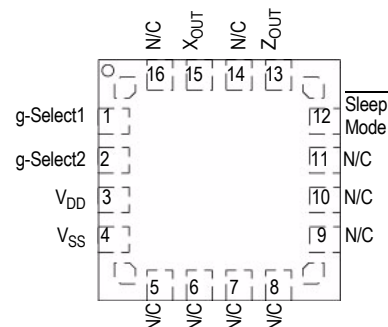 N/C XOUT N/C ZOUT
16 15 14 13
g-Select1 1 12 Sleep Mode
g-Select2 2 11 N/C
VDD 3 10 N/C
VSS 4 9 N/C
5 6 7 8
N/C N/C N/C N/C